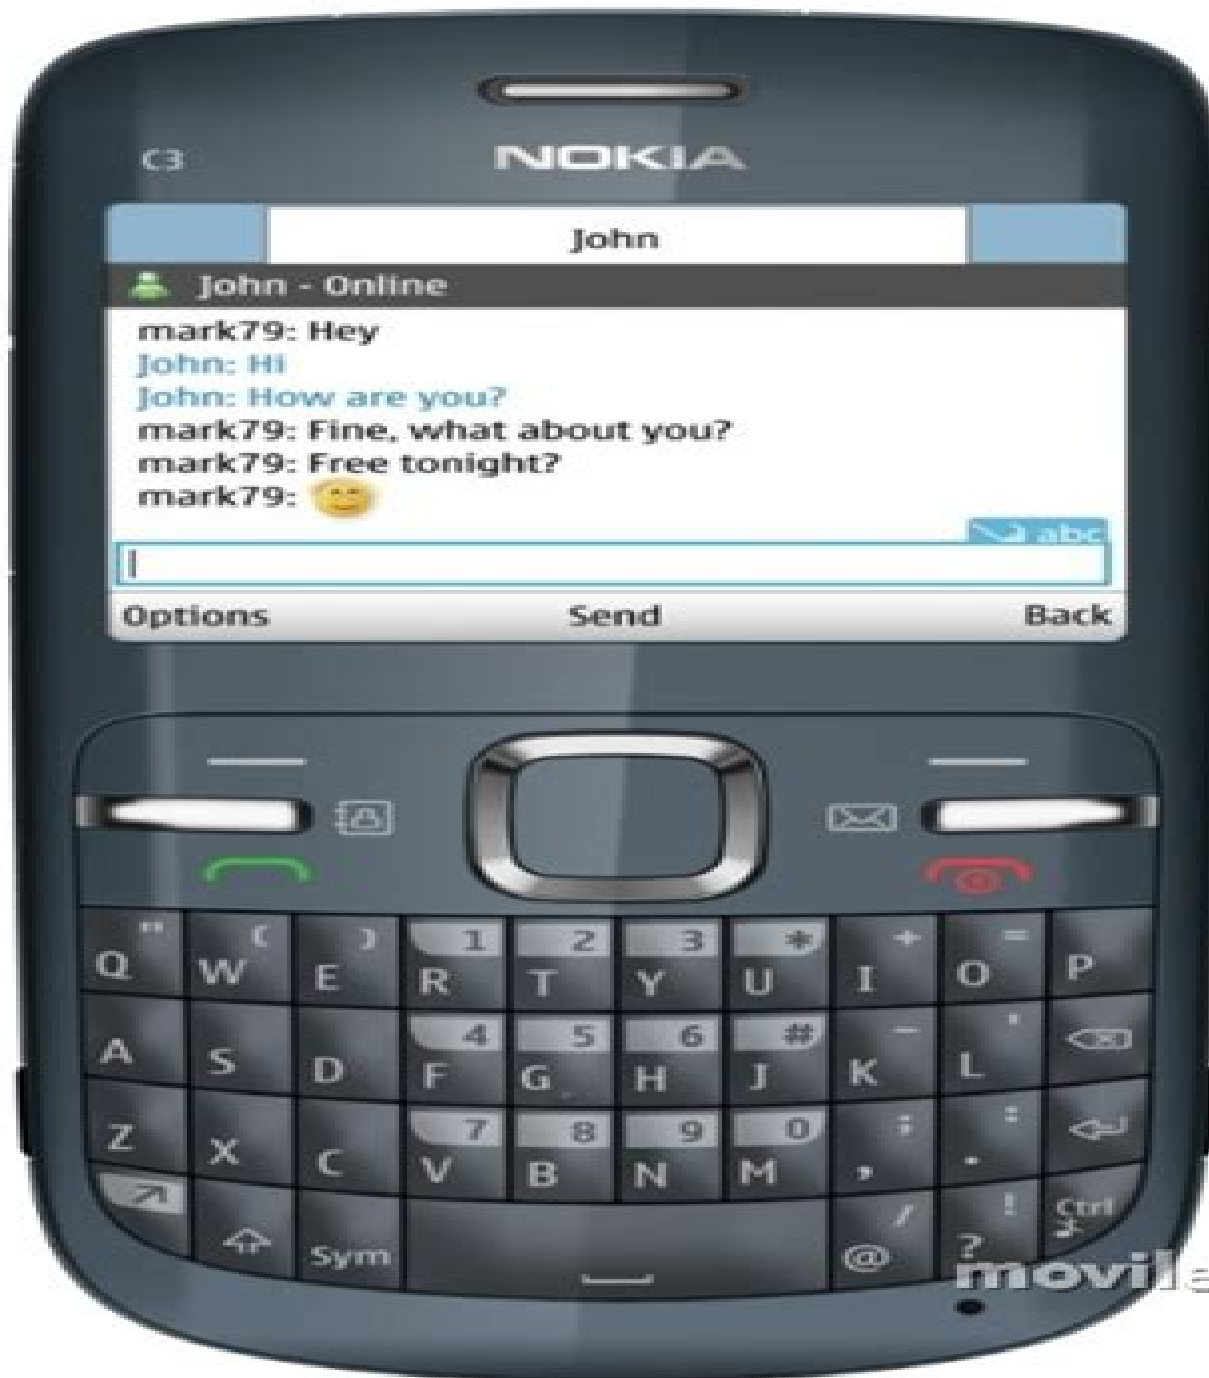 C3
NOKIA
John
John - Online
mark79: Hey
John: Hi
John: How are you?
mark79: Fine, what about you?
mark79: Free tonight?
mark79:
abc
Options Send Back
" ( ) 1 2 3 * + =
Q W E R T Y U I O P
4 5 6 # - '
A S D F G H J K L
7 8 9 0 ; :
Z X C V B N M , .
/ ! Ctrl
Sym @ ?
movila